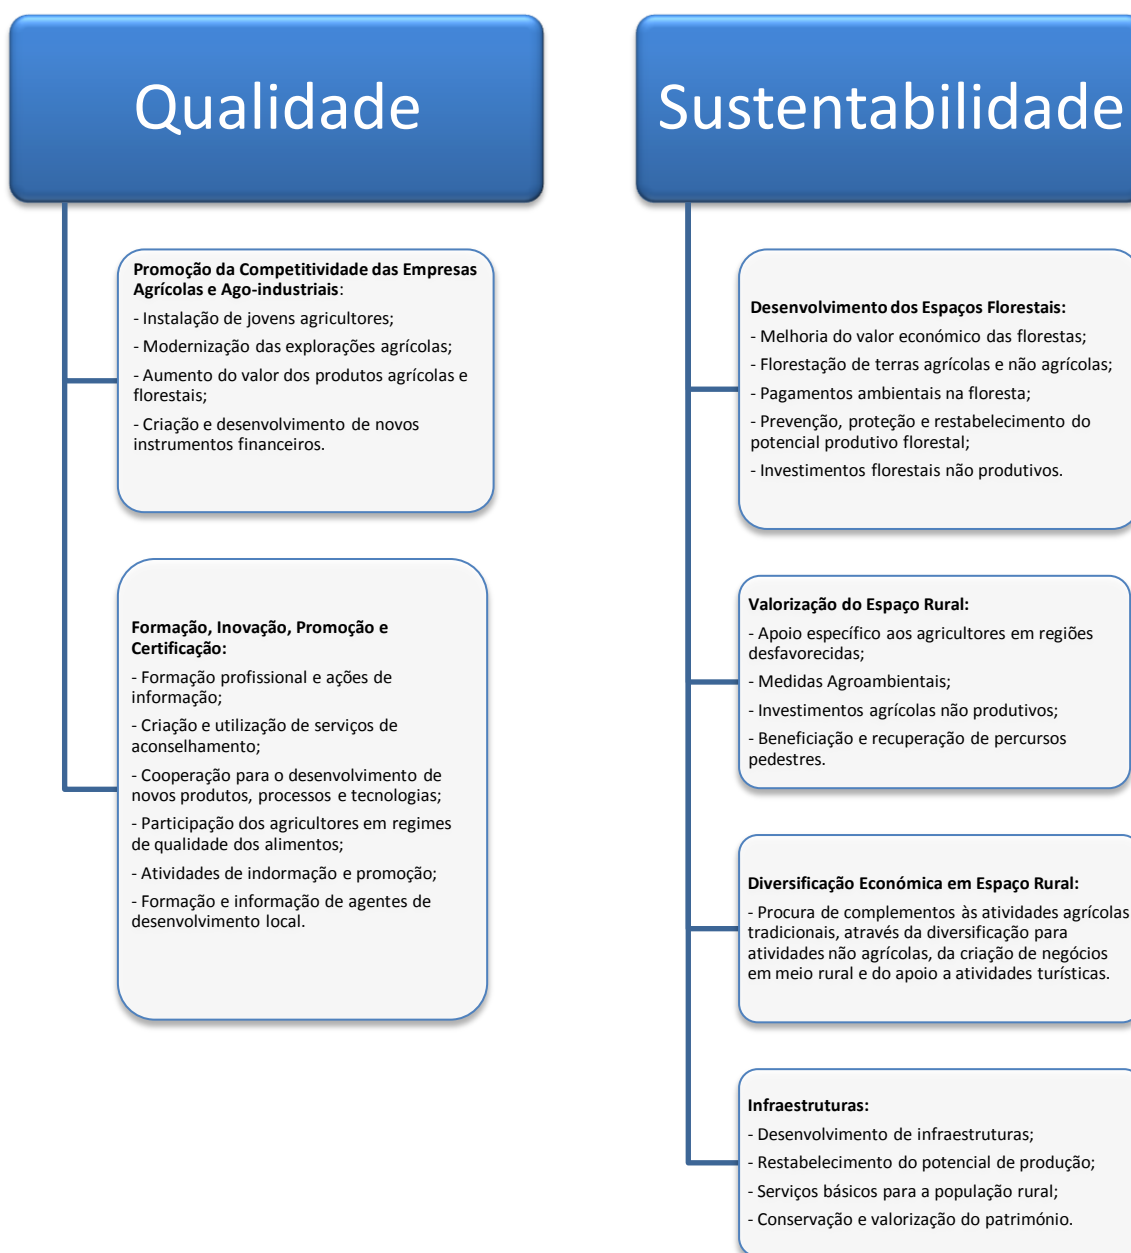 Qualidade
Promoção da Competitividade das Empresas
Agrícolas e Ago-industriais:
- Instalação de jovens agricultores;
- Modernização das explorações agrícolas;
- Aumento do valor dos produtos agrícolas e
florestais;
- Criação e desenvolvimento de novos
instrumentos financeiros.
Formação, Inovação, Promoção e
Certificação:
- Formação profissional e ações de
informação;
- Criação e utilização de serviços de
aconselhamento;
- Cooperação para o desenvolvimento de
novos produtos, processos e tecnologias;
- Participação dos agricultores em regimes
de qualidade dos alimentos;
- Atividades de indormação e promoção;
- Formação e informação de agentes de
desenvolvimento local.
Sustentabilidade
Desenvolvimento dos Espaços Florestais:
- Melhoria do valor económico das florestas;
- Florestação de terras agrícolas e não agrícolas;
- Pagamentos ambientais na floresta;
- Prevenção, proteção e restabelecimento do
potencial produtivo florestal;
- Investimentos florestais não produtivos.
Valorização do Espaço Rural:
- Apoio específico aos agricultores em regiões
desfavorecidas;
- Medidas Agroambientais;
- Investimentos agrícolas não produtivos;
- Beneficiação e recuperação de percursos
pedestres.
Diversificação Económica em Espaço Rural:
- Procura de complementos às atividades agrícolas
tradicionais, através da diversificação para
atividades não agrícolas, da criação de negócios
em meio rural e do apoio a atividades turísticas.
Infraestruturas:
- Desenvolvimento de infraestruturas;
- Restabelecimento do potencial de produção;
- Serviços básicos para a população rural;
- Conservação e valorização do património.